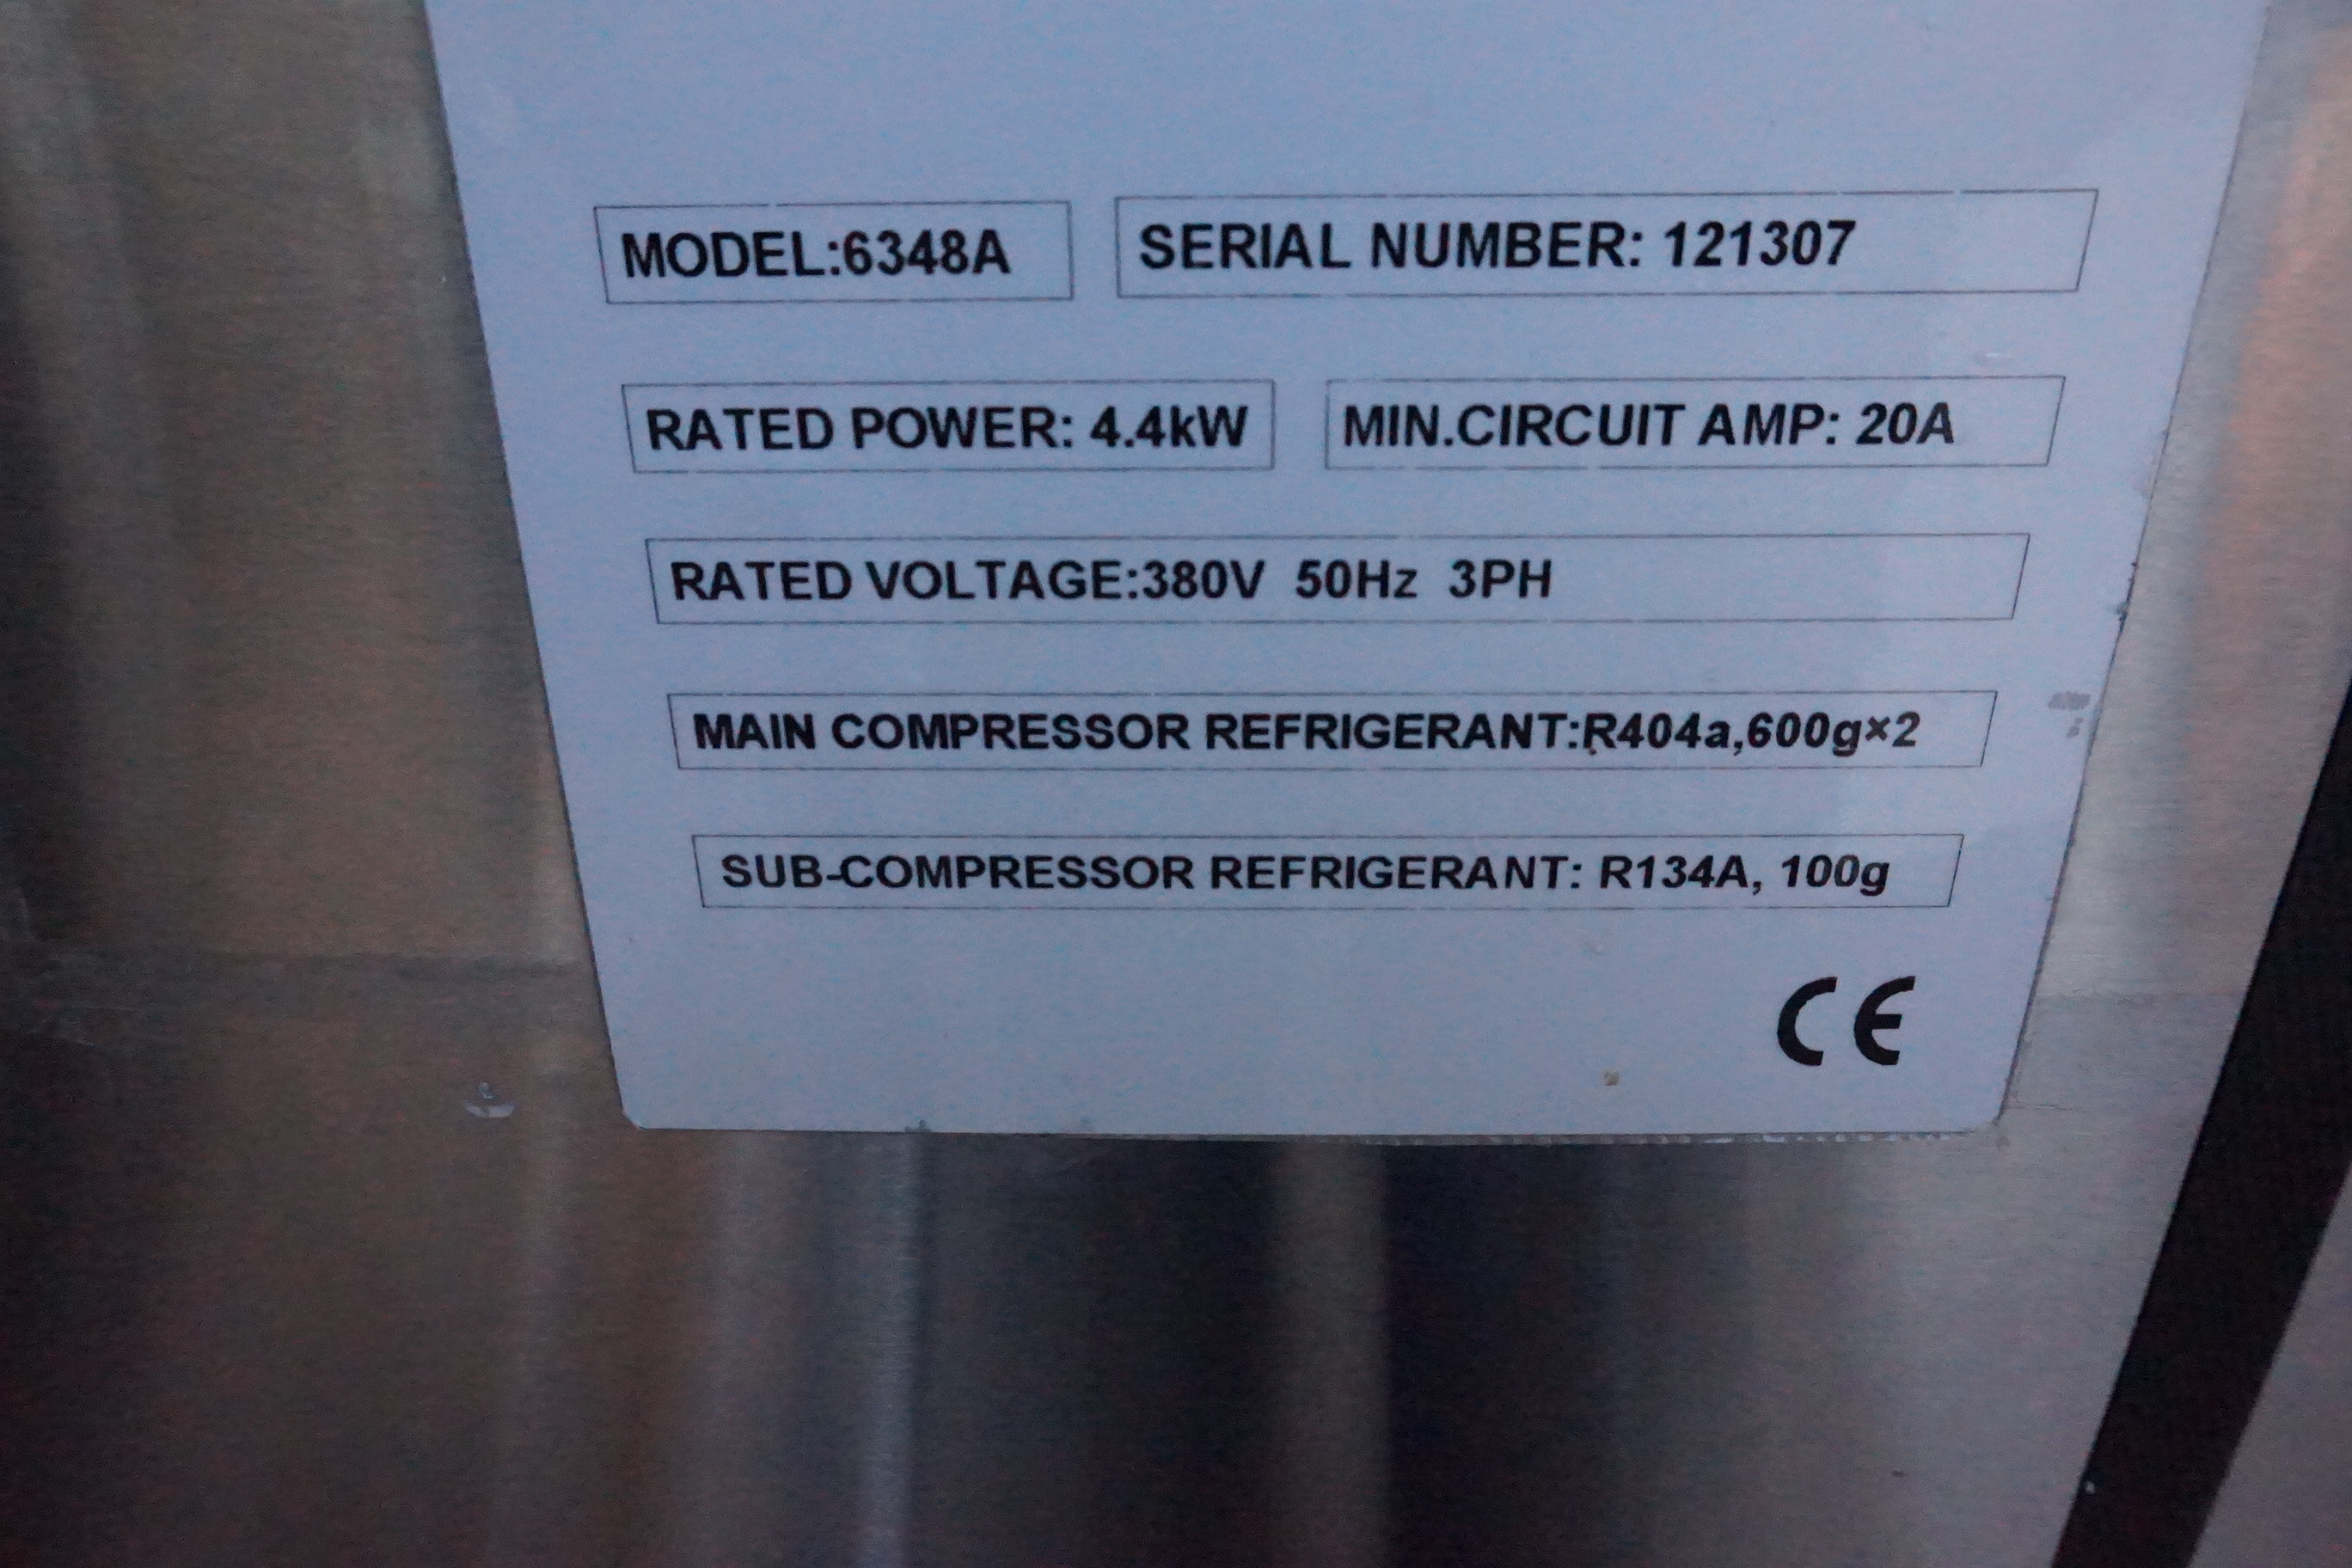 MODEL:6348A SERIAL NUMBER: 121307
RATED POWER: 4.4kW MIN.CIRCUIT AMP: 20A
RATED VOLTAGE:380V 50Hz 3PH
MAIN COMPRESSOR REFRIGERANT:R404a,600g×2
SUB-COMPRESSOR REFRIGERANT: R134A, 100g
CE